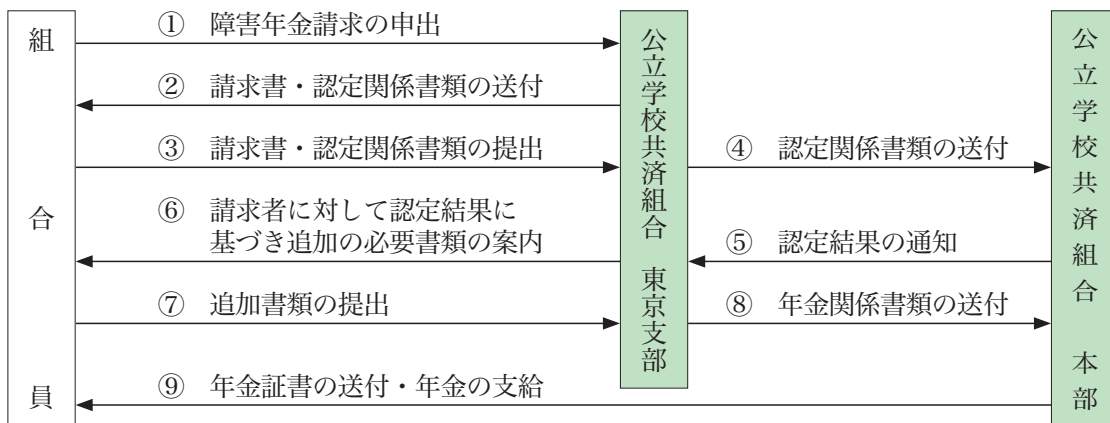 組合員
① 障害年金請求の申出
② 請求書・認定関係書類の送付
③ 請求書・認定関係書類の提出
④ 認定関係書類の送付
⑥ 請求者に対して認定結果に
基づき追加の必要書類の案内
⑤ 認定結果の通知
⑦ 追加書類の提出
⑧ 年金関係書類の送付
⑨ 年金証書の送付・年金の支給
公立学校共済組合 東京支部
公立学校共済組合 本部